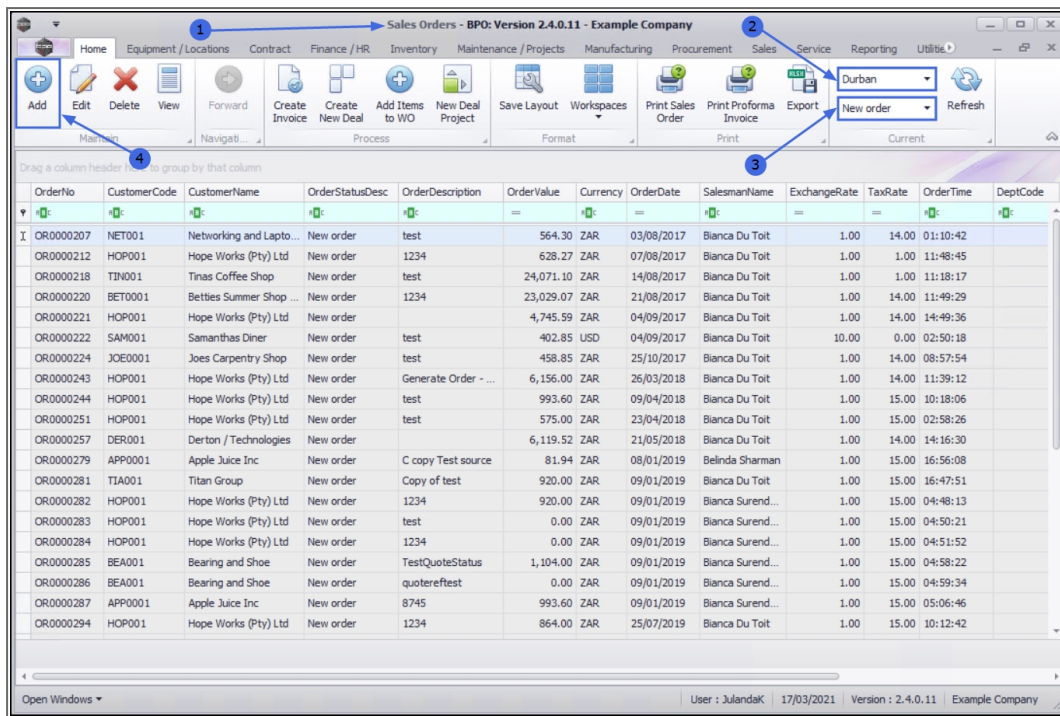 1
2
Sales Orders - BPO: Version 2.4.0.11 - Example Company
Home Equipment / Locations Contract Finance / HR Inventory Maintenance / Projects Manufacturing Procurement Sales Service Reporting Utilitie
Add Edit Delete View Forward Create Invoice Create New Deal Add Items to WO New Deal Project Save Layout Workspaces Print Sales Order Print Proforma Invoice Export Durban New order Refresh
Maintain Navigati... Process Format Print Current
4
3
Drag a column header here to group by that column
OrderNo CustomerCode CustomerName OrderStatusDesc OrderDescription OrderValue Currency OrderDate SalesmanName ExchangeRate TaxRate OrderTime DeptCode
OR0000207 NET001 Networking and Lapto... New order test 564.30 ZAR 03/08/2017 Bianca Du Toit 1.00 14.00 01:10:42
OR0000212 HOP001 Hope Works (Pty) Ltd New order 1234 628.27 ZAR 07/08/2017 Bianca Du Toit 1.00 1.00 11:48:45
OR0000218 TIN001 Tinas Coffee Shop New order test 24,071.10 ZAR 14/08/2017 Bianca Du Toit 1.00 1.00 11:18:17
OR0000220 BET0001 Betties Summer Shop ... New order 1234 23,029.07 ZAR 21/08/2017 Bianca Du Toit 1.00 14.00 11:49:29
OR0000221 HOP001 Hope Works (Pty) Ltd New order 4,745.59 ZAR 04/09/2017 Bianca Du Toit 1.00 14.00 14:49:36
OR0000222 SAM001 Samanthas Diner New order test 402.85 USD 04/09/2017 Bianca Du Toit 10.00 0.00 02:50:18
OR0000224 JOE0001 Joes Carpentry Shop New order test 458.85 ZAR 25/10/2017 Bianca Du Toit 1.00 14.00 08:57:54
OR0000243 HOP001 Hope Works (Pty) Ltd New order Generate Order - ... 6,156.00 ZAR 26/03/2018 Bianca Du Toit 1.00 14.00 11:39:12
OR0000244 HOP001 Hope Works (Pty) Ltd New order test 993.60 ZAR 09/04/2018 Bianca Du Toit 1.00 15.00 10:18:06
OR0000251 HOP001 Hope Works (Pty) Ltd New order test 575.00 ZAR 23/04/2018 Bianca Du Toit 1.00 15.00 02:58:26
OR0000257 DER001 Derton / Technologies New order 6,119.52 ZAR 21/05/2018 Bianca Du Toit 1.00 14.00 14:16:30
OR0000279 APP0001 Apple Juice Inc New order C copy Test source 81.94 ZAR 08/01/2019 Belinda Sharman 1.00 15.00 16:56:08
OR0000281 TIA001 Titan Group New order Copy of test 920.00 ZAR 09/01/2019 Bianca Du Toit 1.00 15.00 16:47:51
OR0000282 HOP001 Hope Works (Pty) Ltd New order 1234 920.00 ZAR 09/01/2019 Bianca Surend... 1.00 15.00 04:48:13
OR0000283 HOP001 Hope Works (Pty) Ltd New order test 0.00 ZAR 09/01/2019 Bianca Surend... 1.00 15.00 04:50:21
OR0000284 HOP001 Hope Works (Pty) Ltd New order 1234 0.00 ZAR 09/01/2019 Bianca Surend... 1.00 15.00 04:51:52
OR0000285 BEA001 Bearing and Shoe New order TestQuoteStatus 1,104.00 ZAR 09/01/2019 Bianca Surend... 1.00 15.00 04:58:22
OR0000286 BEA001 Bearing and Shoe New order quotereftest 0.00 ZAR 09/01/2019 Bianca Surend... 1.00 15.00 04:59:34
OR0000287 APP0001 Apple Juice Inc New order 8745 993.60 ZAR 09/01/2019 Bianca Surend... 1.00 15.00 05:06:46
OR0000294 HOP001 Hope Works (Pty) Ltd New order 1234 864.00 ZAR 25/07/2019 Bianca Du Toit 1.00 15.00 10:12:42
Open Windows User : JulandaK 17/03/2021 Version : 2.4.0.11 Example Company